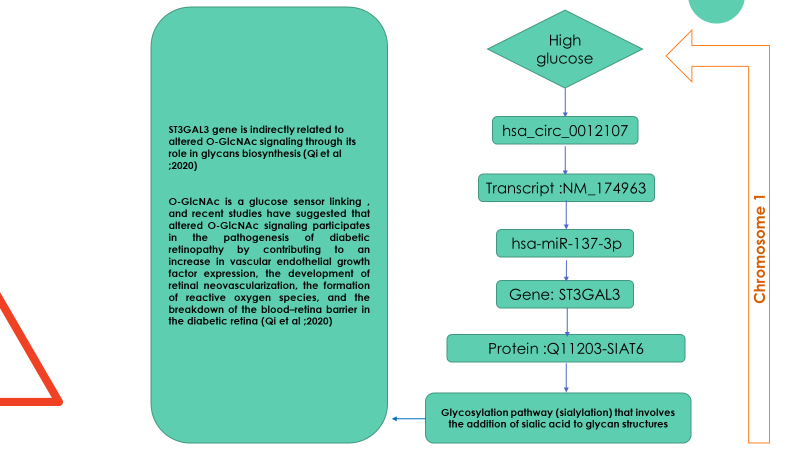 High
glucose
hsa_circ_0012107
Transcript :NM_174963
hsa-miR-137-3p
Gene: ST3GAL3
Protein :Q11203-SIAT6
Glycosylation pathway (sialylation) that involves
the addition of sialic acid to glycan structures
ST3GAL3 gene is indirectly related to
altered O-GlcNAc signaling through its
role in glycans biosynthesis (Qi et al
;2020)
O-GlcNAc is a glucose sensor linking ,
and recent studies have suggested that
altered O-GlcNAc signaling participates
in the pathogenesis of diabetic
retinopathy by contributing to an
increase in vascular endothelial growth
factor expression, the development of
retinal neovascularization, the formation
of reactive oxygen species, and the
breakdown of the blood–retina barrier in
the diabetic retina (Qi et al ;2020)
Chromosome 1